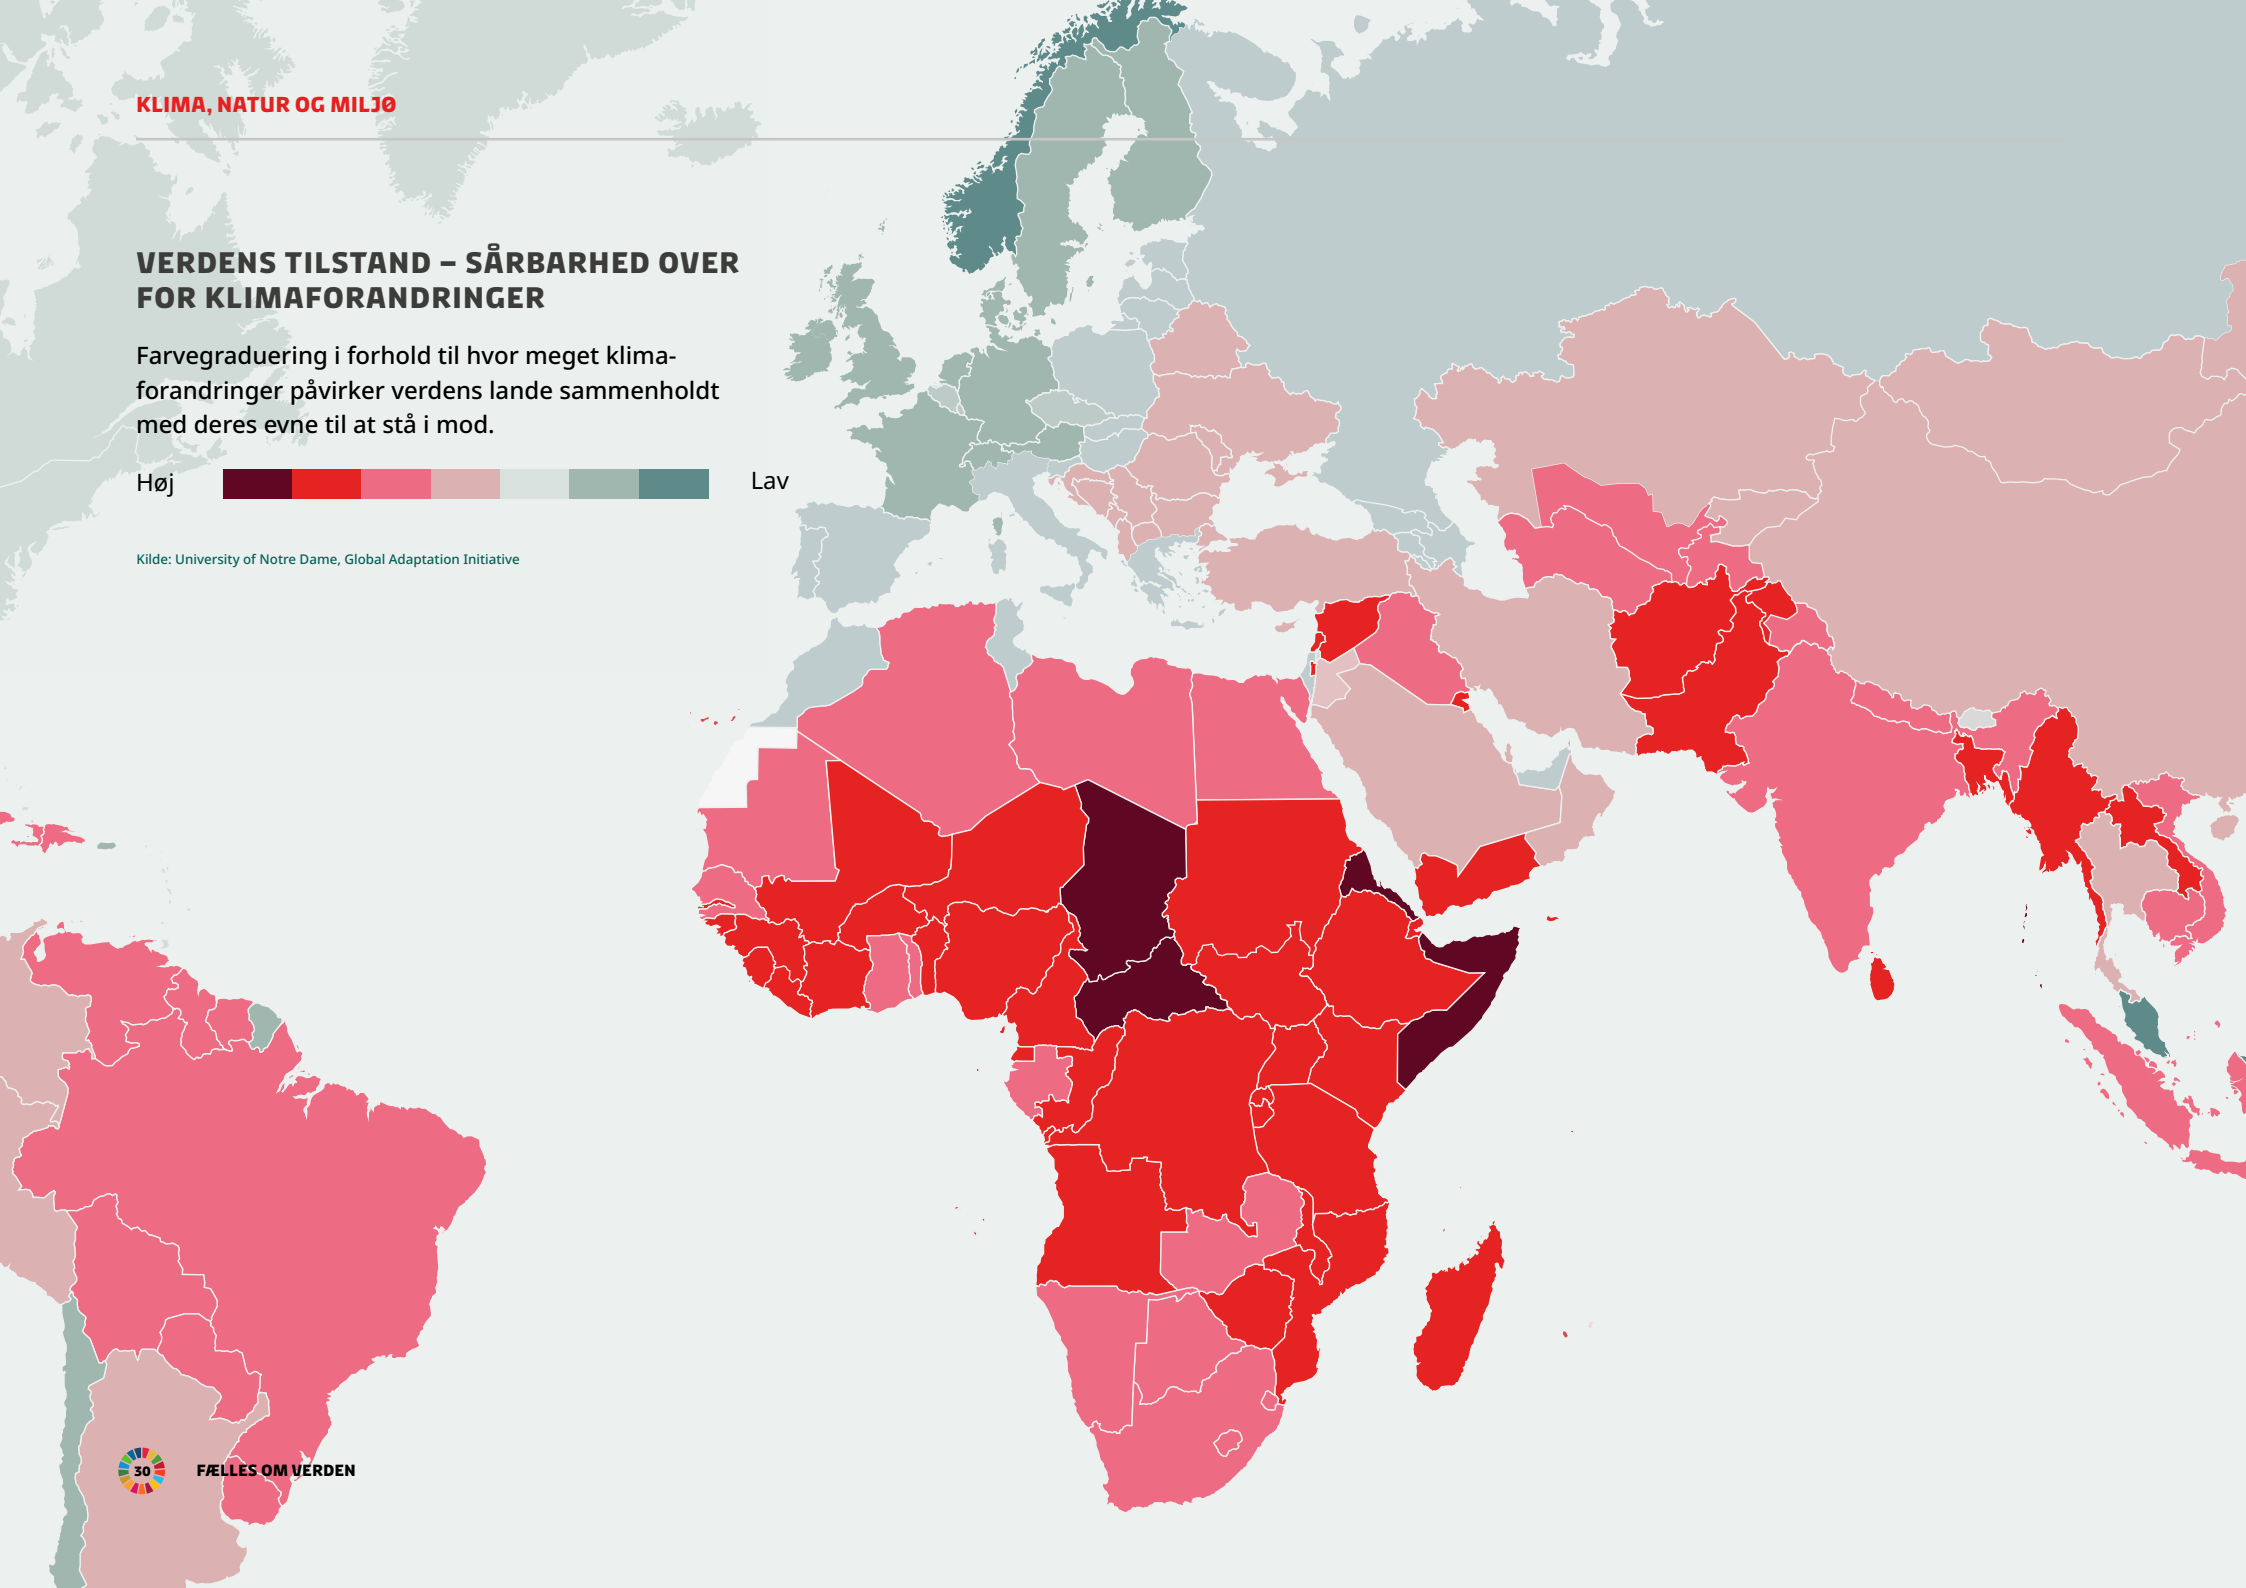 KLIMA, NATUR OG MILJØ
VERDENS TILSTAND – SÅRBARHED OVER
FOR KLIMAFORANDRINGER
Farvegraduering i forhold til hvor meget klima-
forandringer påvirker verdens lande sammenholdt
med deres evne til at stå i mod.
Høj Lav
Kilde: University of Notre Dame, Global Adaptation Initiative
30 FÆLLES OM VERDEN